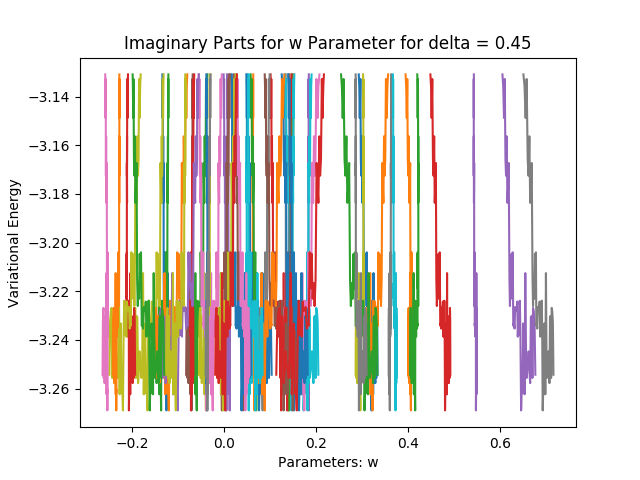 Imaginary Parts for w Parameter for delta = 0.45
Variational Energy
−3.14
−3.16
−3.18
−3.20
−3.22
−3.24
−3.26
−0.2 0.0 0.2 0.4 0.6
Parameters: w